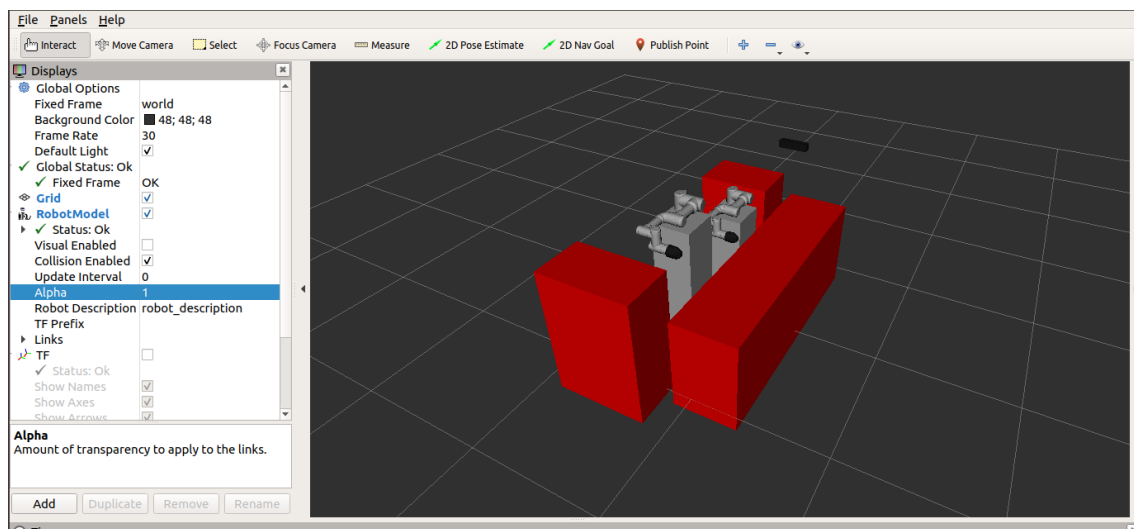 File Panels Help
Interact Move Camera Select Focus Camera Measure 2D Pose Estimate 2D Nav Goal Publish Point
Displays
Global Options
Fixed Frame world
Background Color 48; 48; 48
Frame Rate 30
Default Light
Global Status: Ok
Fixed Frame OK
Grid
RobotModel
Status: Ok
Visual Enabled
Collision Enabled
Update Interval 0
Alpha 1
Robot Description robot_description
TF Prefix
Links
TF
Status: Ok
Show Names
Show Axes
Show Arrows
Alpha
Amount of transparency to apply to the links.
Add Duplicate Remove Rename